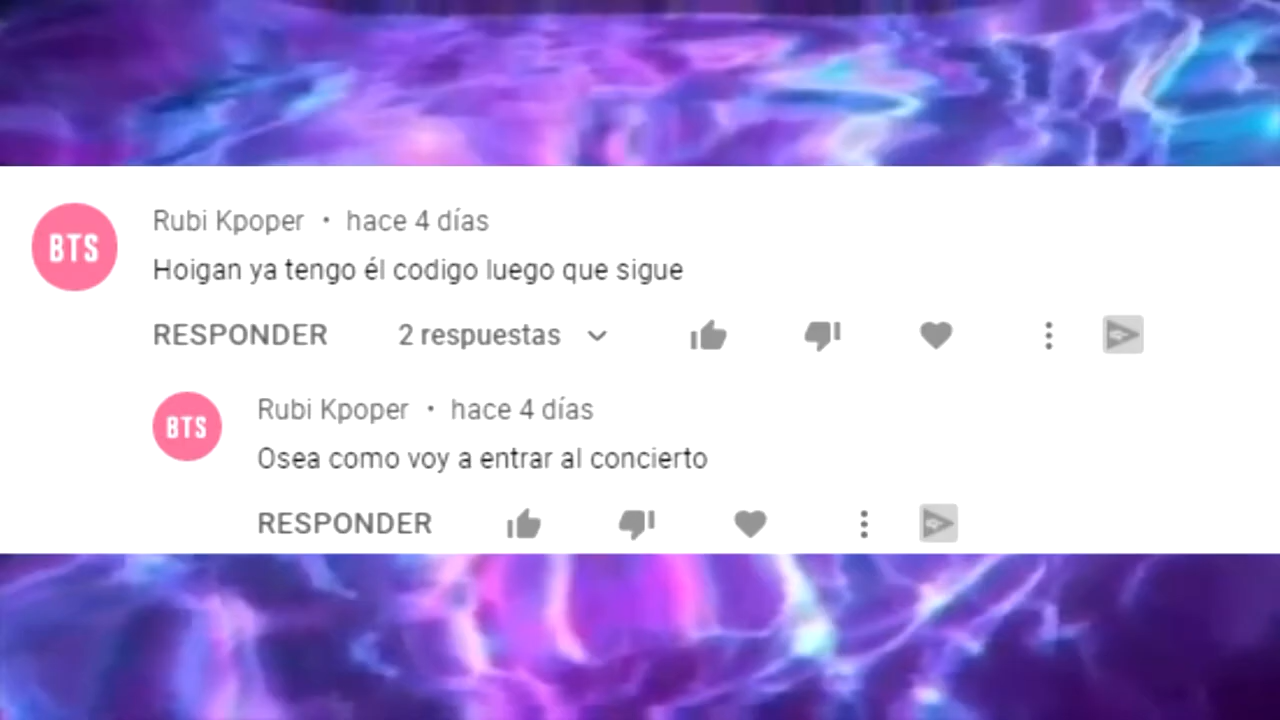 BTS
Rubi Kpoper • hace 4 días
Hoigan ya tengo él codigo luego que sigue
RESPONDER 2 respuestas
BTS
Rubi Kpoper • hace 4 días
Osea como voy a entrar al concierto
RESPONDER